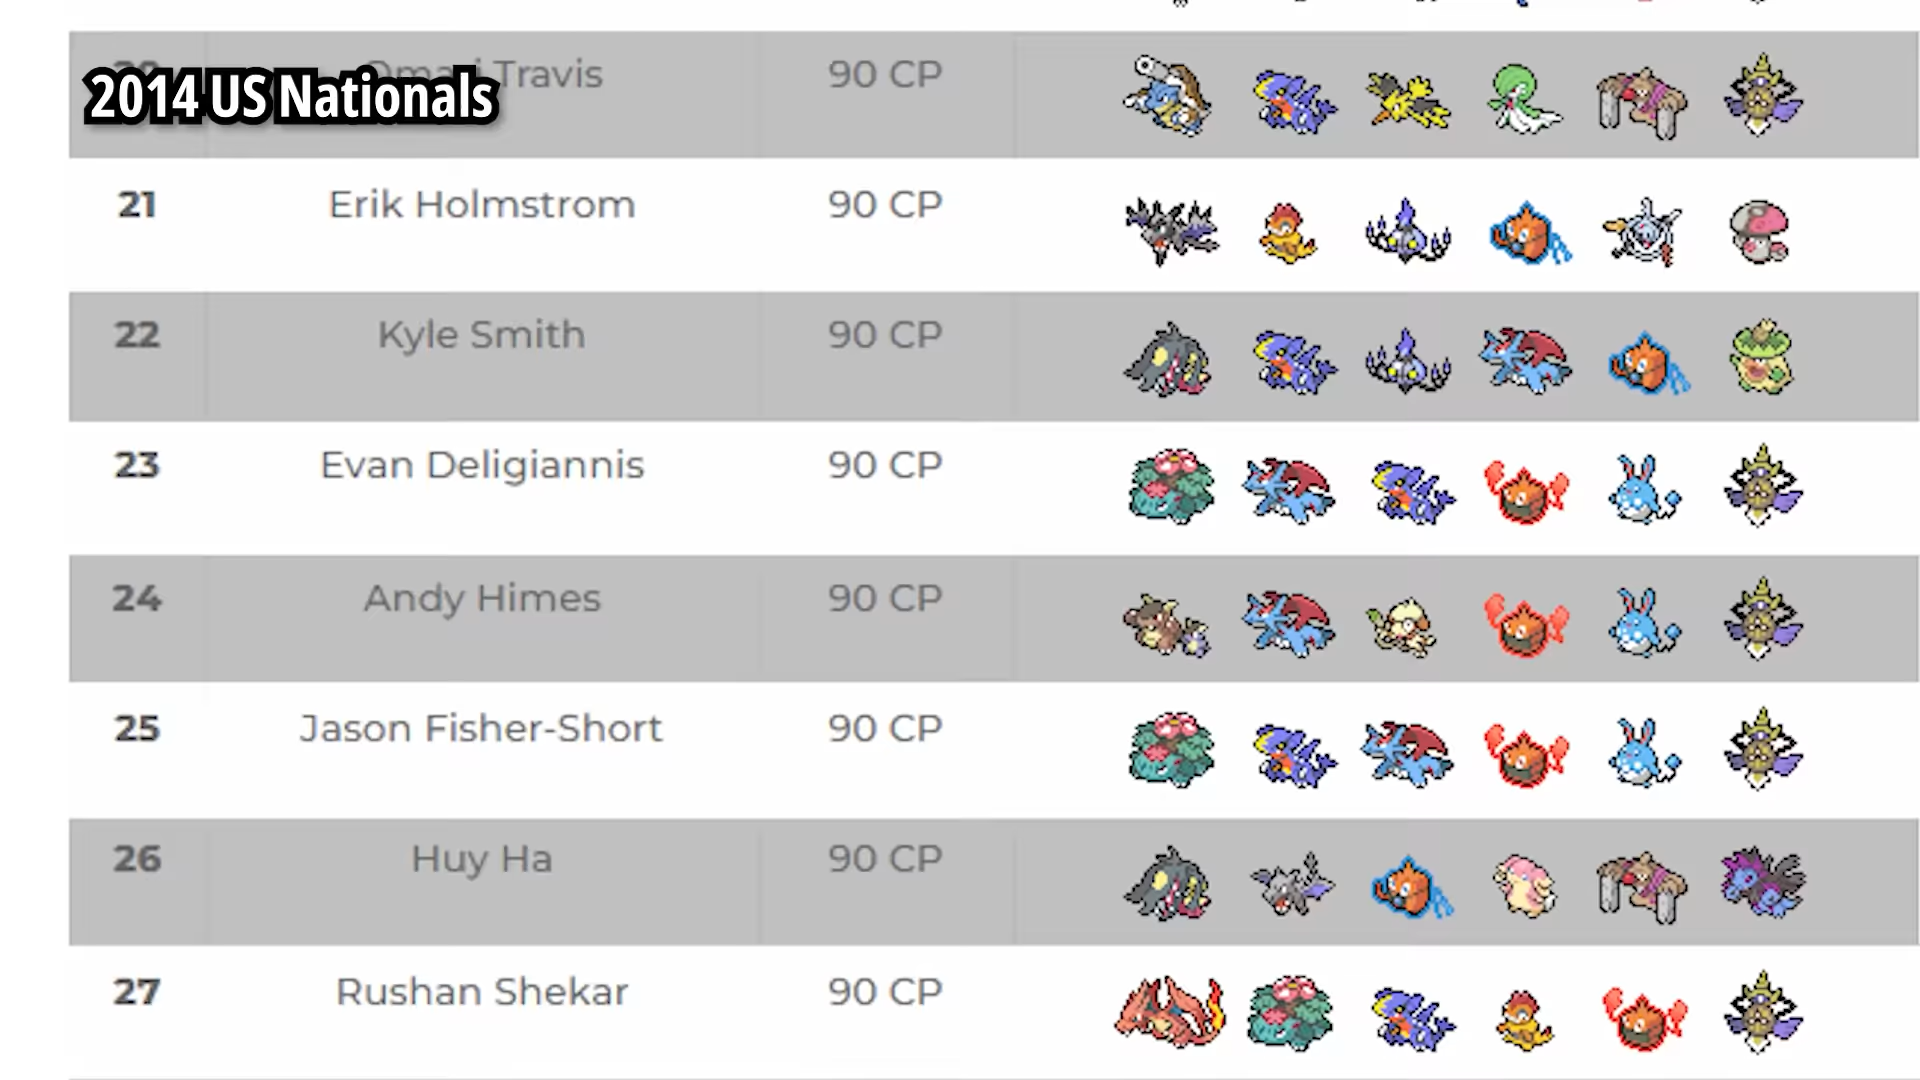 2014 US Nationals
Travis 90 CP
21 Erik Holmstrom 90 CP
22 Kyle Smith 90 CP
23 Evan Deligiannis 90 CP
24 Andy Himes 90 CP
25 Jason Fisher-Short 90 CP
26 Huy Ha 90 CP
27 Rushan Shekar 90 CP